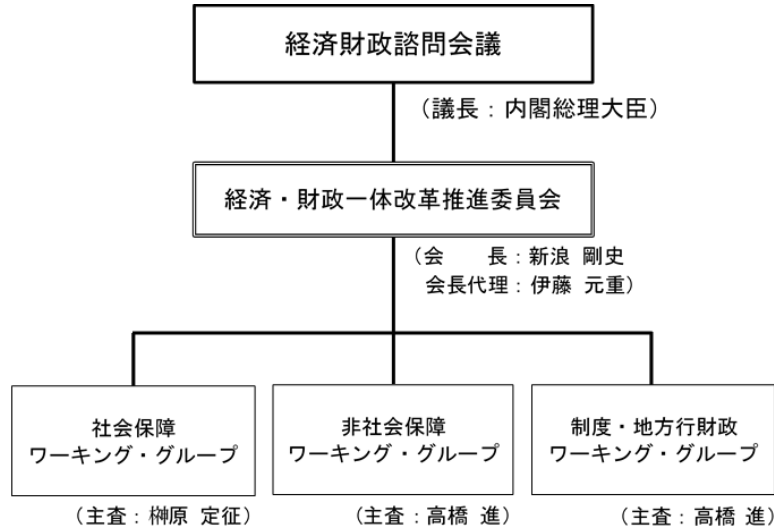 経済財政諮問会議
（議長：内閣総理大臣）
経済・財政一体改革推進委員会
（会　　長：新浪 剛史
会長代理：伊藤 元重）
社会保障
ワーキング・グループ
（主査：榊原 定征）
非社会保障
ワーキング・グループ
（主査：高橋 進）
制度・地方行財政
ワーキング・グループ
（主査：高橋 進）